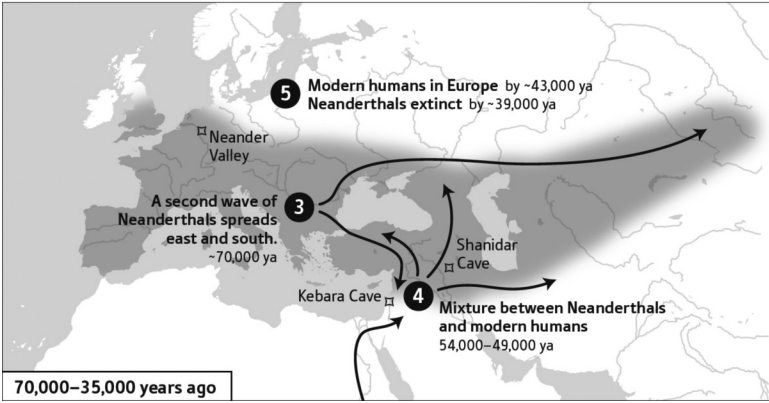 5
Modern humans in Europe by ~43,000 ya
Neanderthals extinct by ~39,000 ya
Neander
Valley
A second wave of
Neanderthals spreads
east and south.
~70,000 ya
3
Shanidar
Cave
Kebara Cave
4
Mixture between Neanderthals
and modern humans
54,000–49,000 ya
70,000–35,000 years ago